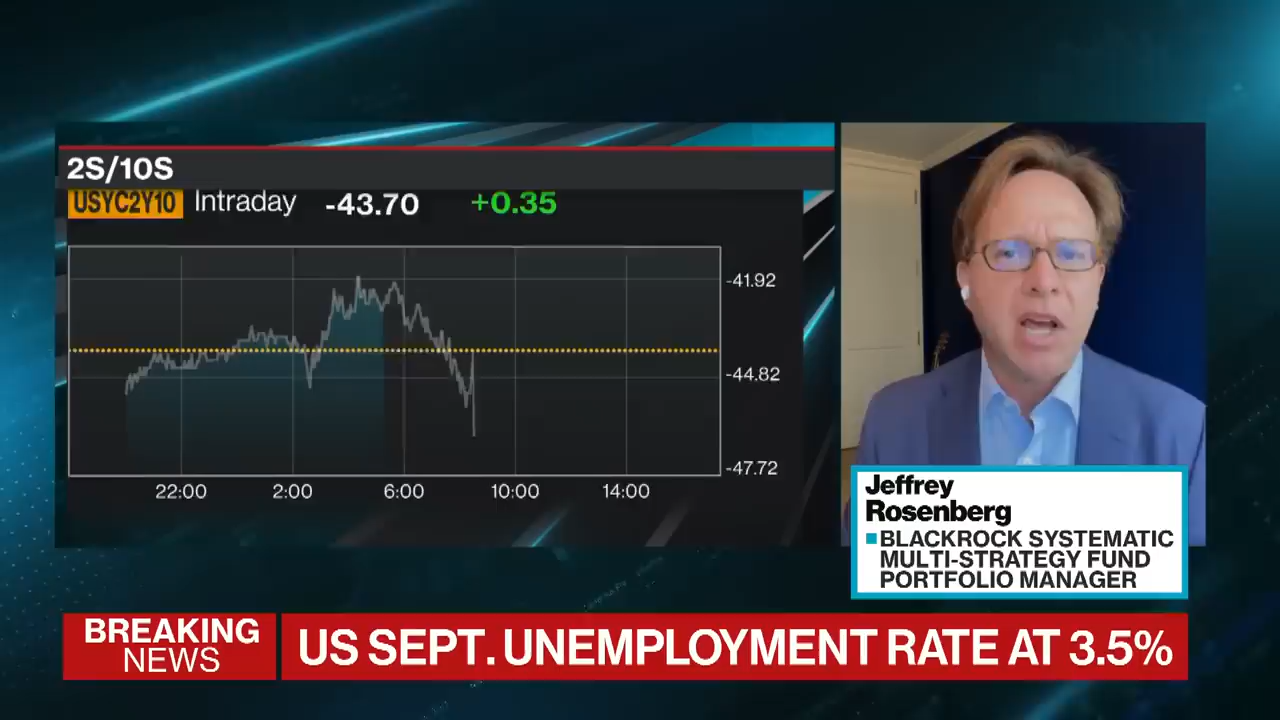 2S/10S
USYC2Y10 Intraday -43.70 +0.35
-41.92
-44.82
-47.72
22:00 2:00 6:00 10:00 14:00
Jeffrey
Rosenberg
BLACKROCK SYSTEMATIC
MULTI-STRATEGY FUND
PORTFOLIO MANAGER
BREAKING
NEWS
US SEPT. UNEMPLOYMENT RATE AT 3.5%